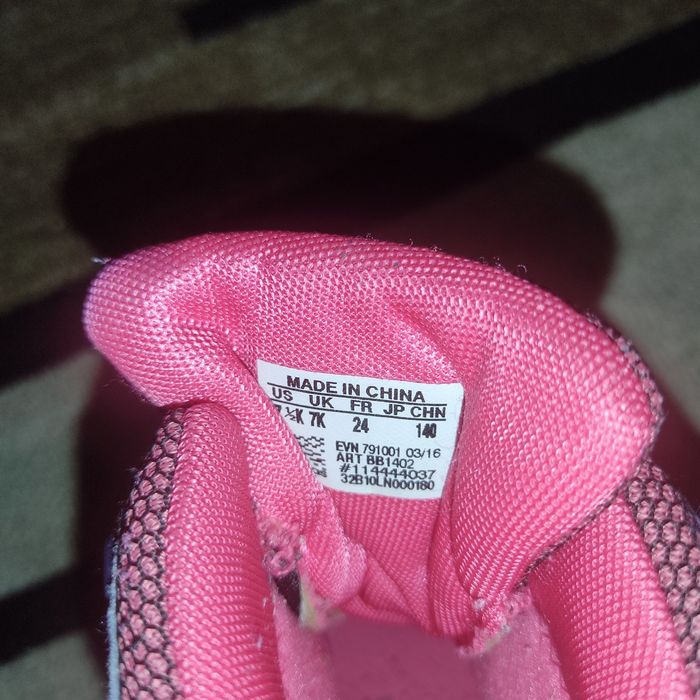 MADE IN CHINA
US UK FR JP CHN
7 ½K 7K 24 140
EVN 791001 03/16
ART BB1402
#114444037
32B10LN000180